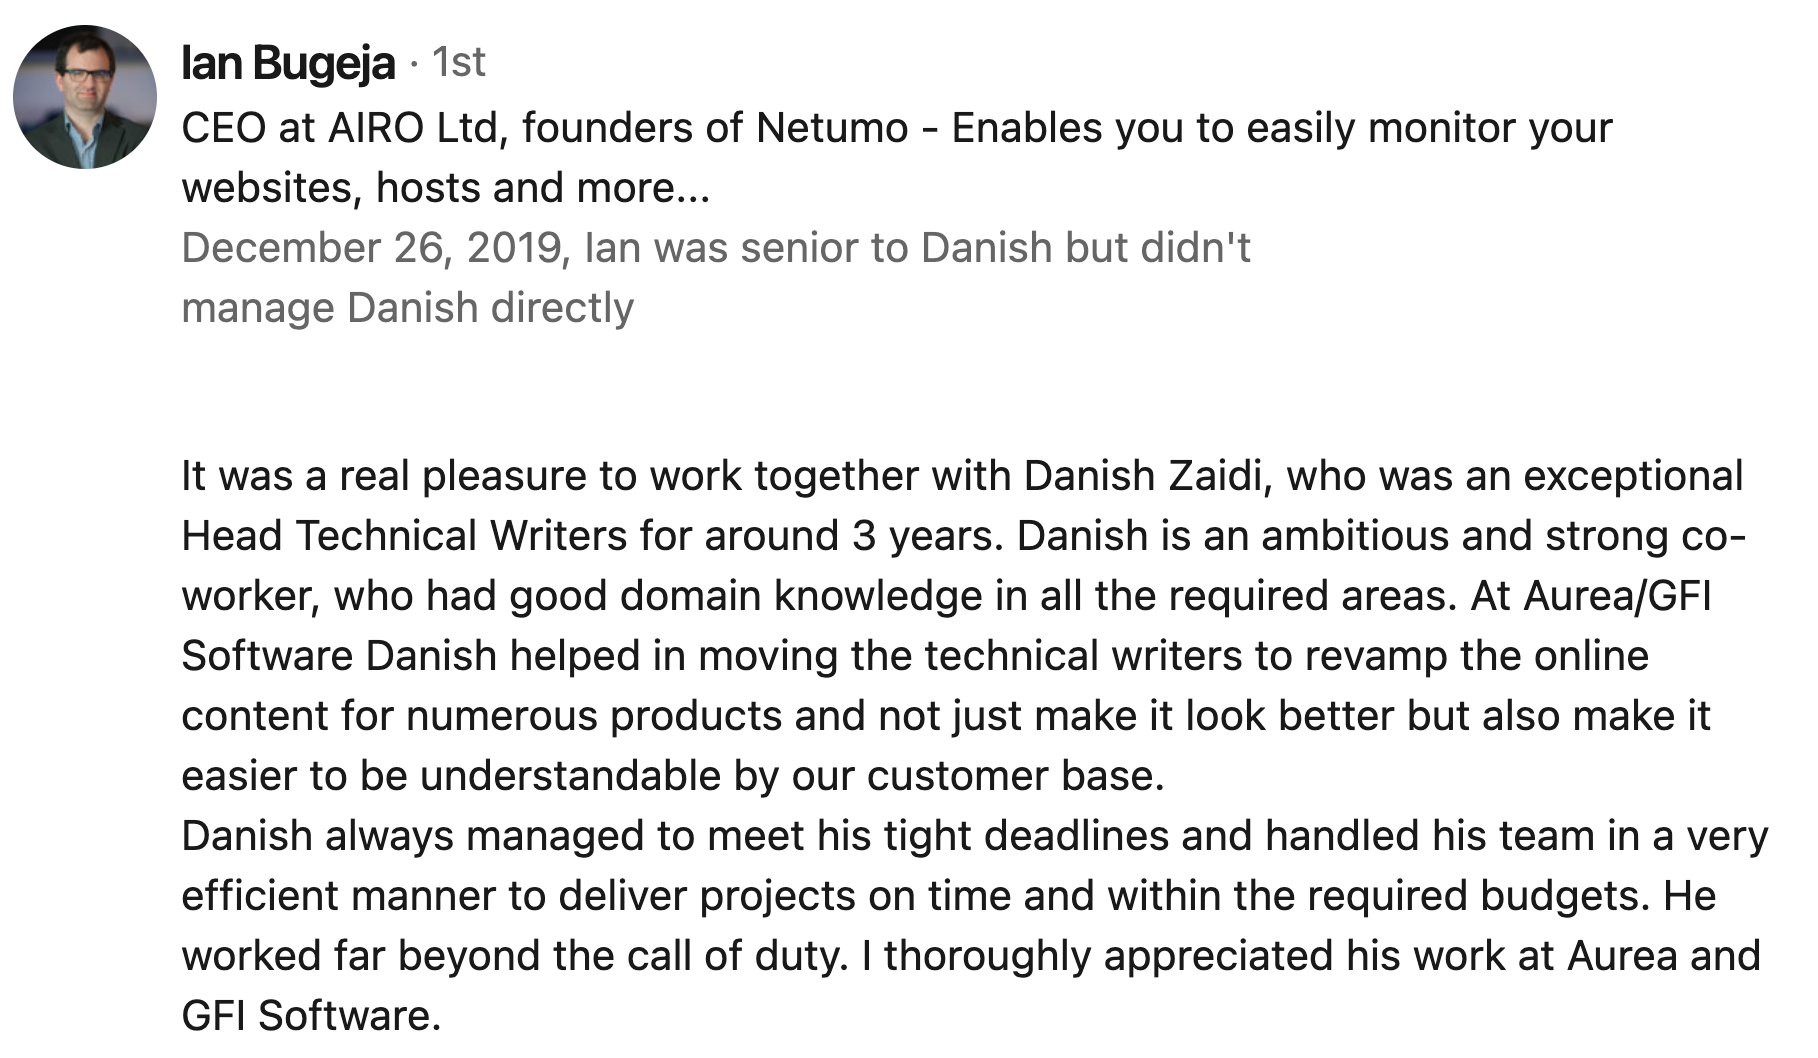 Ian Bugeja · 1st
CEO at AIRO Ltd, founders of Netumo - Enables you to easily monitor your
websites, hosts and more...
December 26, 2019, Ian was senior to Danish but didn't
manage Danish directly
It was a real pleasure to work together with Danish Zaidi, who was an exceptional
Head Technical Writers for around 3 years. Danish is an ambitious and strong co-
worker, who had good domain knowledge in all the required areas. At Aurea/GFI
Software Danish helped in moving the technical writers to revamp the online
content for numerous products and not just make it look better but also make it
easier to be understandable by our customer base.
Danish always managed to meet his tight deadlines and handled his team in a very
efficient manner to deliver projects on time and within the required budgets. He
worked far beyond the call of duty. I thoroughly appreciated his work at Aurea and
GFI Software.